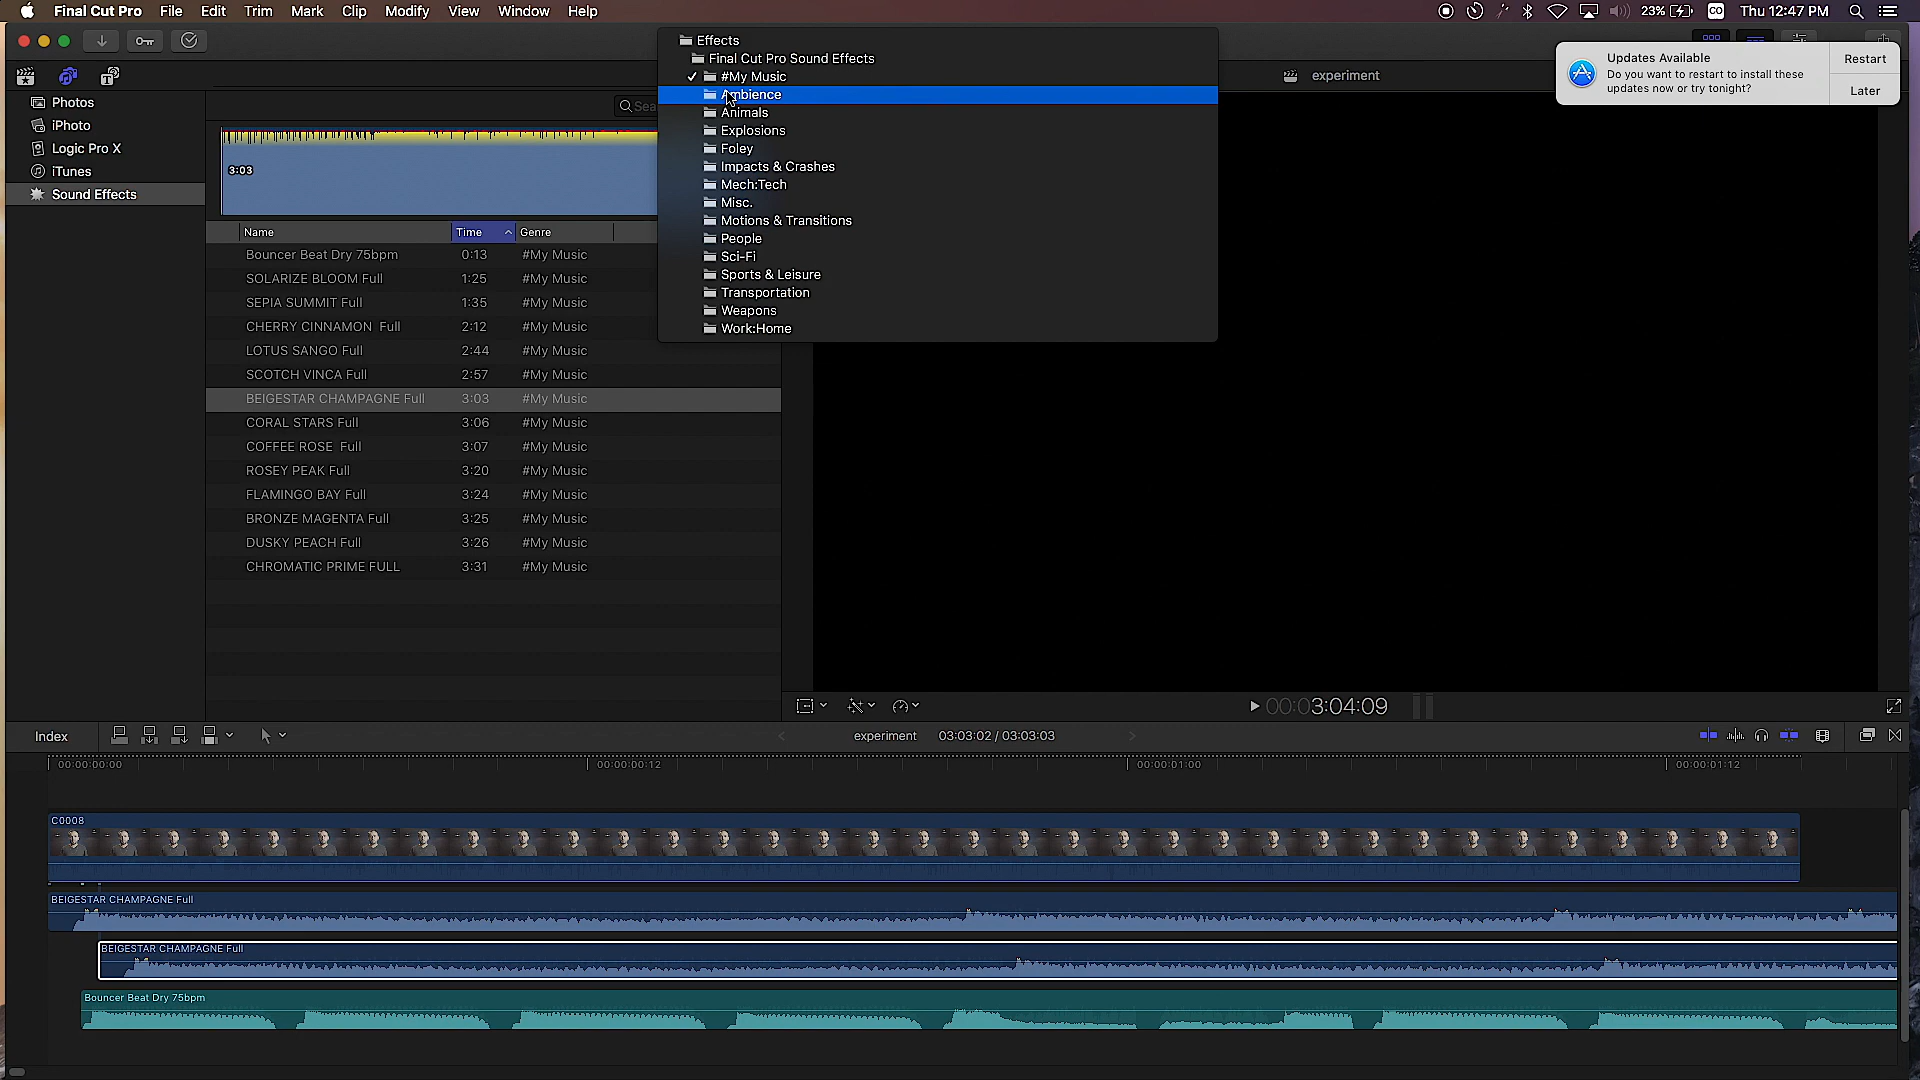 Final Cut Pro File Edit Trim Mark Clip Modify View Window Help
23% CO Thu 12:47 PM
Photos
iPhoto
Logic Pro X
iTunes
Sound Effects
Sea
3:03
Name Time Genre
Bouncer Beat Dry 75bpm 0:13 #My Music
SOLARIZE BLOOM Full 1:25 #My Music
SEPIA SUMMIT Full 1:35 #My Music
CHERRY CINNAMON Full 2:12 #My Music
LOTUS SANGO Full 2:44 #My Music
SCOTCH VINCA Full 2:57 #My Music
BEIGESTAR CHAMPAGNE Full 3:03 #My Music
CORAL STARS Full 3:06 #My Music
COFFEE ROSE Full 3:07 #My Music
ROSEY PEAK Full 3:20 #My Music
FLAMINGO BAY Full 3:24 #My Music
BRONZE MAGENTA Full 3:25 #My Music
DUSKY PEACH Full 3:26 #My Music
CHROMATIC PRIME FULL 3:31 #My Music
Effects
Final Cut Pro Sound Effects
✓ #My Music
Ambience
Animals
Explosions
Foley
Impacts & Crashes
Mech:Tech
Misc.
Motions & Transitions
People
Sci-Fi
Sports & Leisure
Transportation
Weapons
Work:Home
experiment
Updates Available
Do you want to restart to install these
updates now or try tonight?
Restart
Later
00:03:04:09
Index
experiment 03:03:02 / 03:03:03
00:00:00:00 00:00:00:12 00:00:01:00 00:00:01:12
C0008
BEIGESTAR CHAMPAGNE Full
BEIGESTAR CHAMPAGNE Full
Bouncer Beat Dry 75bpm